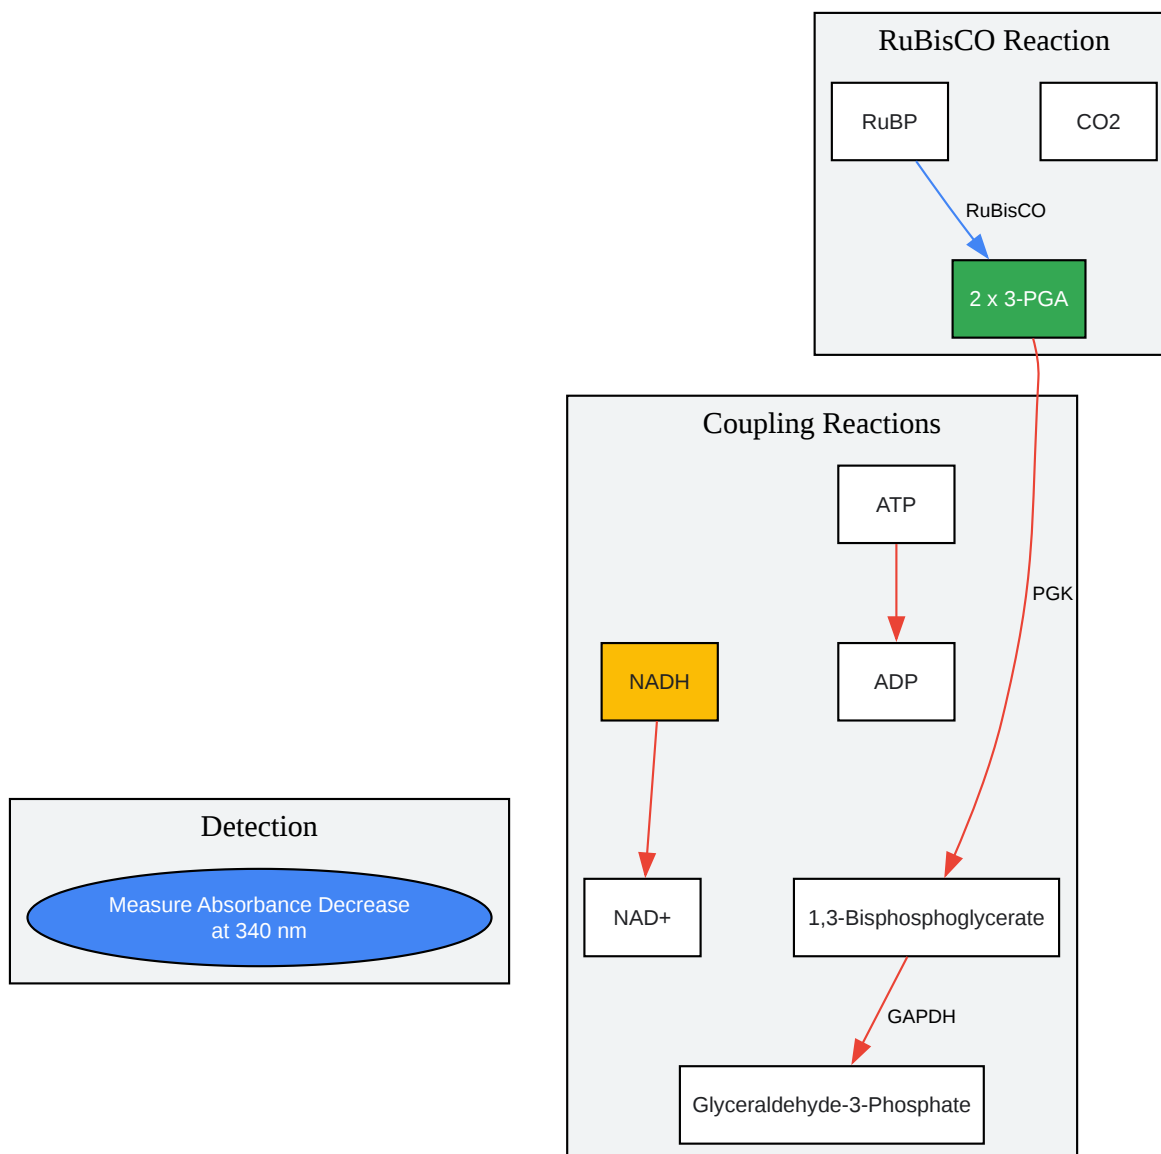 RuBisCO Reaction
RuBP
CO2
RuBisCO
2 x 3-PGA
Coupling Reactions
ATP
PGK
NADH
ADP
Detection
Measure Absorbance Decrease
at 340 nm
NAD+
1,3-Bisphosphoglycerate
GAPDH
Glyceraldehyde-3-Phosphate